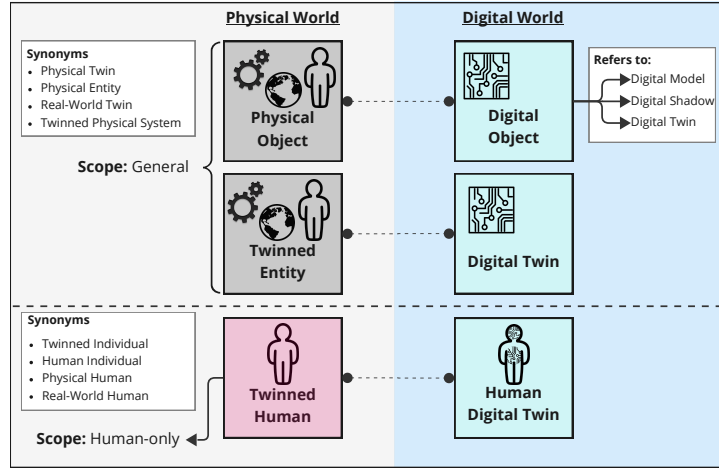 Physical World
Digital World
Synonyms
• Physical Twin
• Physical Entity
• Real-World Twin
• Twinned Physical System
Physical
Object
Digital
Object
Refers to:
Digital Model
Digital Shadow
Digital Twin
Scope: General
Twinned
Entity
Digital Twin
Synonyms
• Twinned Individual
• Human Individual
• Physical Human
• Real-World Human
Twinned
Human
Human
Digital Twin
Scope: Human-only